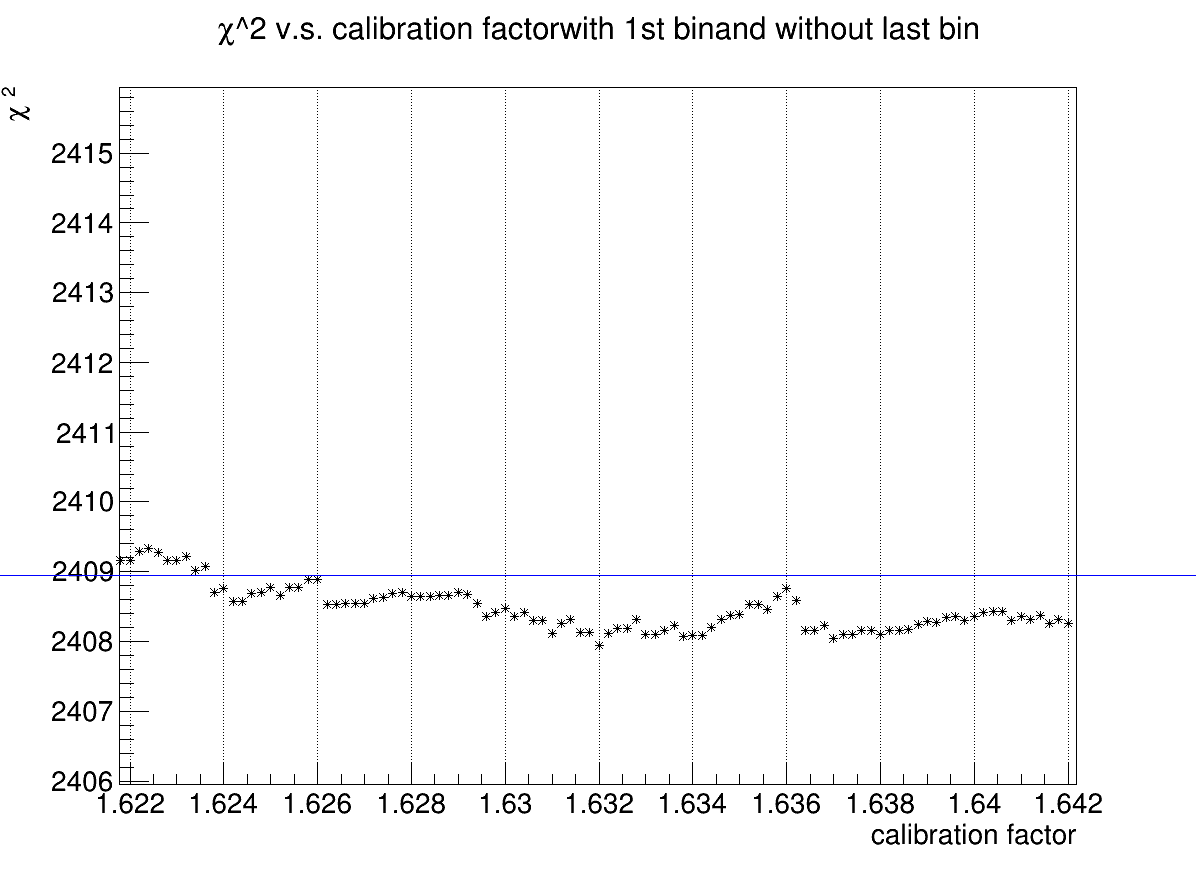 χ^2 v.s. calibration factorwith 1st binand without last bin
χ²
2415
2414
2413
2412
2411
2410
2409
2408
2407
2406
1.622 1.624 1.626 1.628 1.63 1.632 1.634 1.636 1.638 1.64 1.642
calibration factor